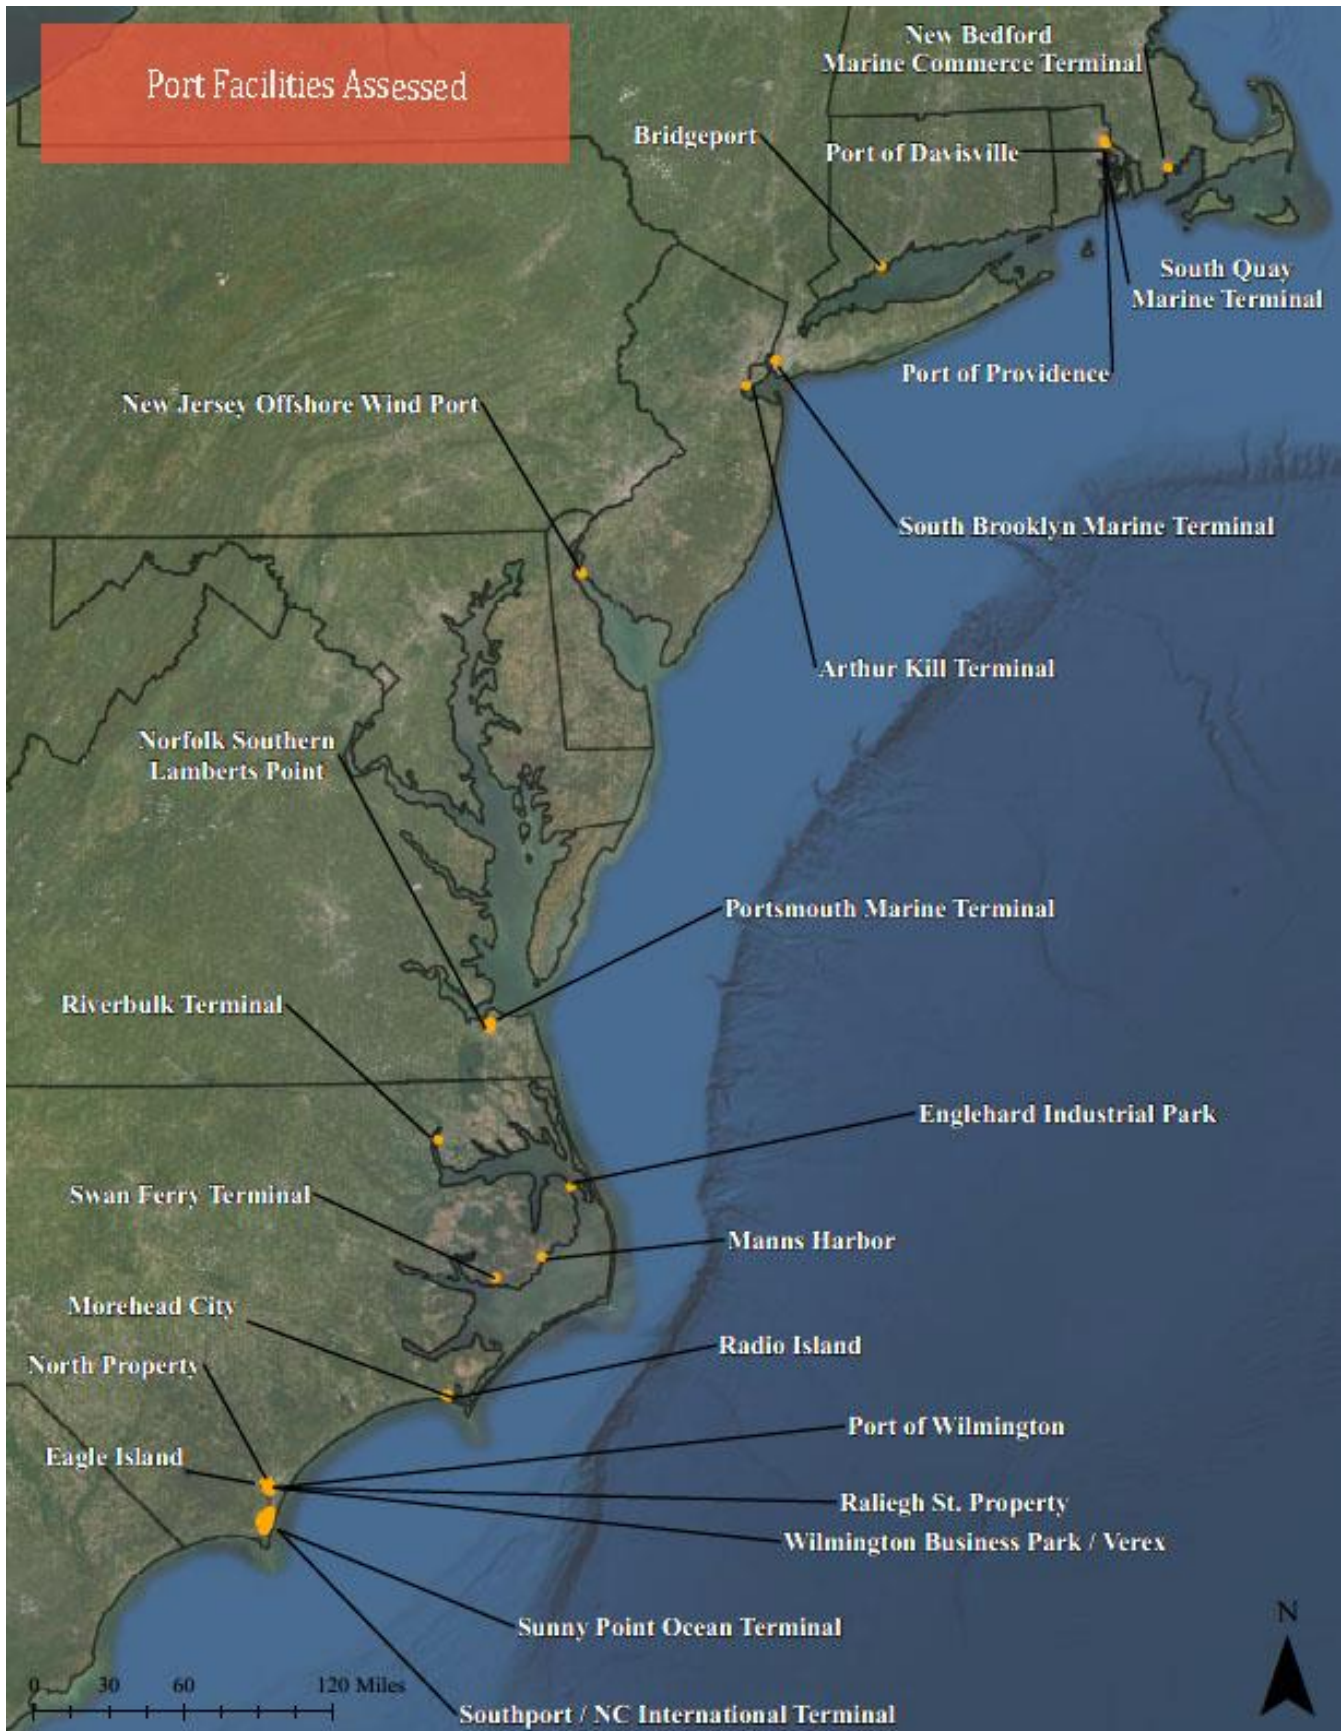 Port Facilities Assessed
New Bedford
Marine Commerce Terminal
Bridgeport
Port of Davisville
South Quay
Marine Terminal
Port of Providence
New Jersey Offshore Wind Port
South Brooklyn Marine Terminal
Arthur Kill Terminal
Norfolk Southern
Lamberts Point
Portsmouth Marine Terminal
Riverbulk Terminal
Englehard Industrial Park
Swan Ferry Terminal
Manns Harbor
Morehead City
Radio Island
North Property
Port of Wilmington
Eagle Island
Raliegh St. Property
Wilmington Business Park / Verex
Sunny Point Ocean Terminal
Southport / NC International Terminal
N
0 30 60 120 Miles